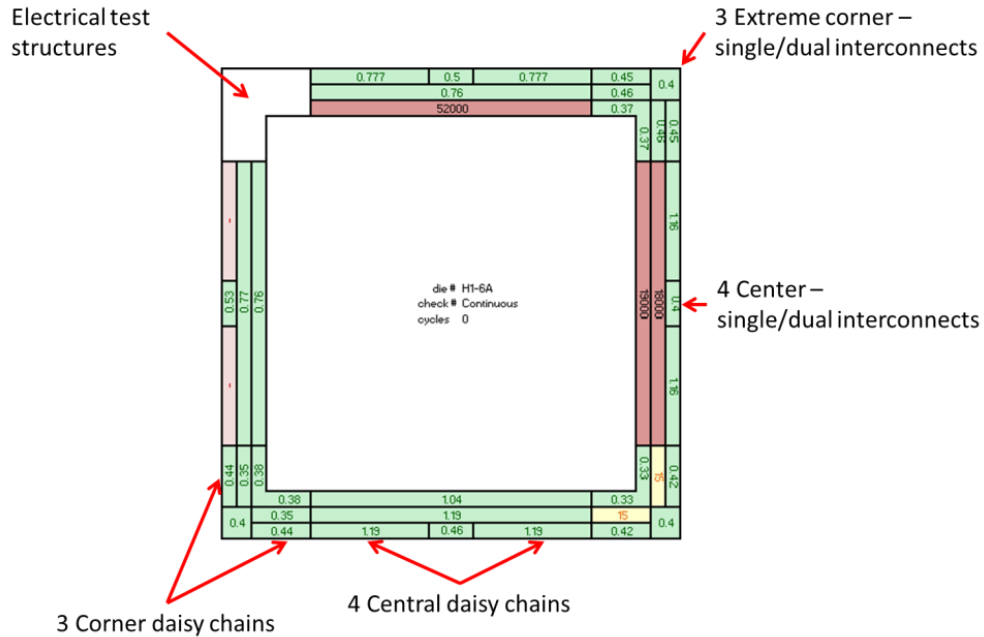 Electrical test
structures
3 Extreme corner –
single/dual interconnects
0.777 0.5 0.777 0.45
0.4
0.76 0.46
52000 0.37
0.37 0.46 0.45
-
0.53 0.77 0.76
-
die # H1-6A
check # Continuous
cycles 0
19000 18000
1.16
0.4
1.16
4 Center –
single/dual interconnects
0.44 0.35 0.38
0.33 15 0.42
0.38 1.04 0.33
0.35 1.19 15
0.4 0.4
0.44 1.19 0.46 1.19 0.42
4 Central daisy chains
3 Corner daisy chains